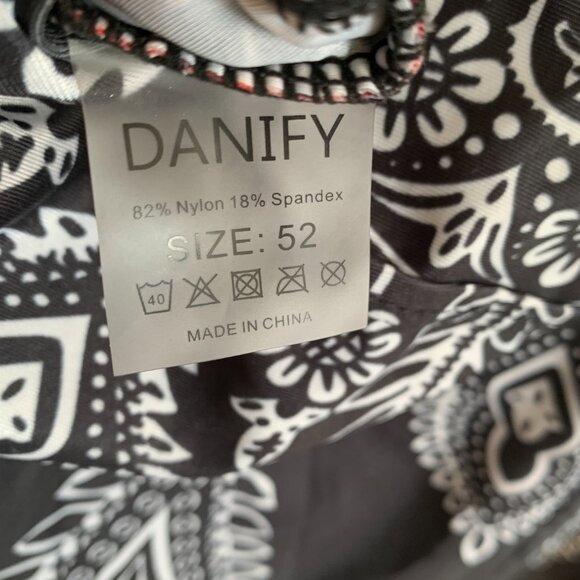 DANIFY
82% Nylon 18% Spandex
SIZE: 52
40
MADE IN CHINA